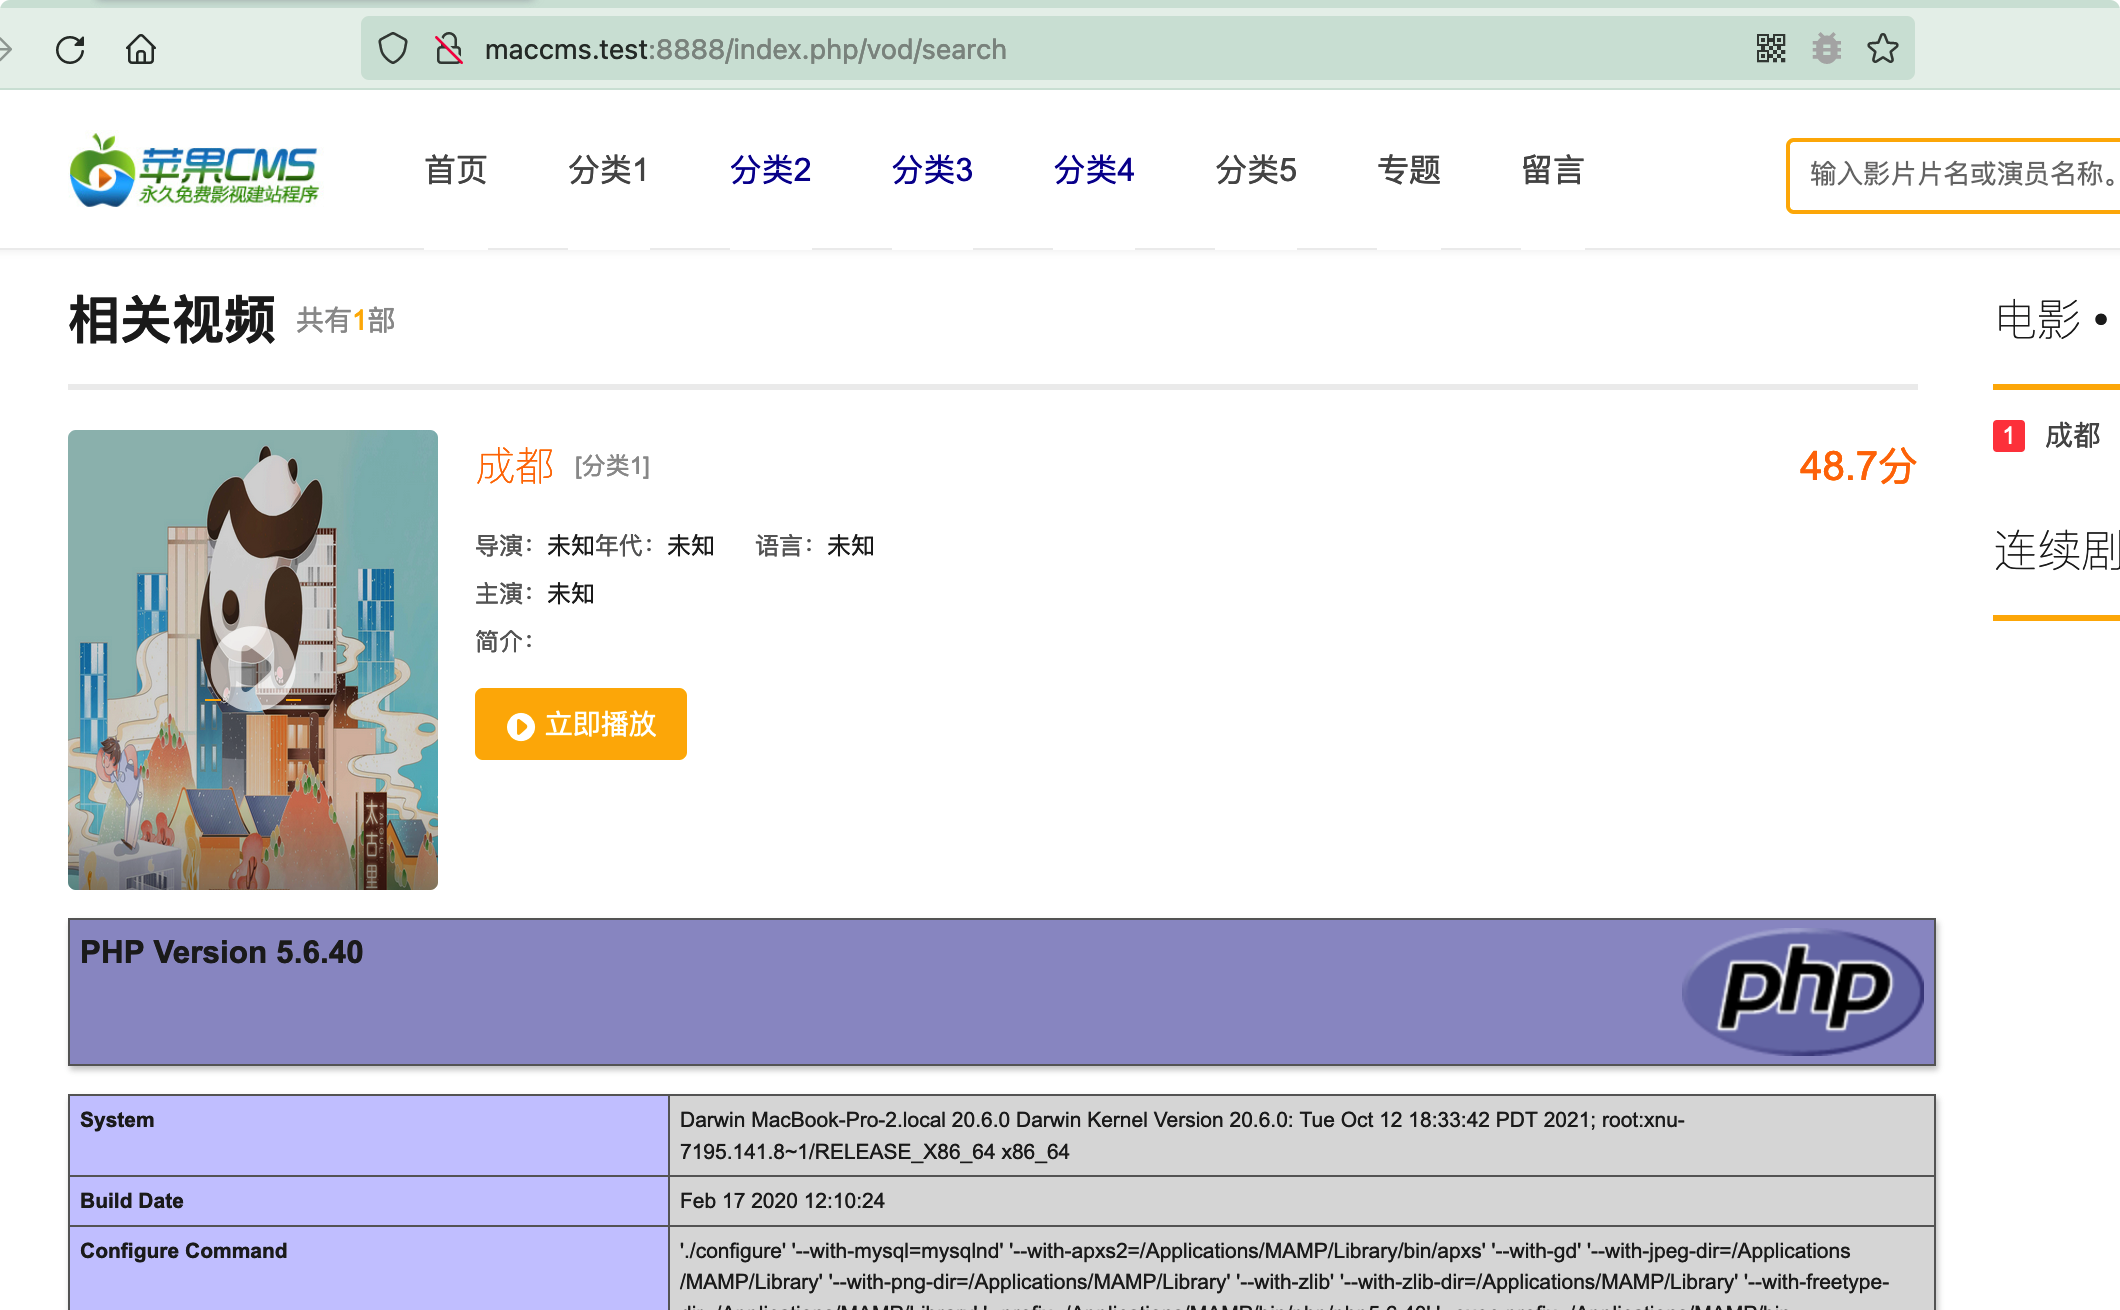 maccms.test:8888/index.php/vod/search
苹果CMS
永久免费影视建站程序
首页 分类1 分类2 分类3 分类4 分类5 专题 留言
输入影片片名或演员名称。
相关视频 共有1部
电影 •
成都 [分类1]
48.7分
1 成都
导演：未知年代：未知 语言：未知
主演：未知
简介：
连续剧
立即播放
太古里
PHP Version 5.6.40
php
System Darwin MacBook-Pro-2.local 20.6.0 Darwin Kernel Version 20.6.0: Tue Oct 12 18:33:42 PDT 2021; root:xnu-
7195.141.8~1/RELEASE_X86_64 x86_64
Build Date Feb 17 2020 12:10:24
Configure Command './configure' '--with-mysql=mysqlnd' '--with-apxs2=/Applications/MAMP/Library/bin/apxs' '--with-gd' '--with-jpeg-dir=/Applications
/MAMP/Library' '--with-png-dir=/Applications/MAMP/Library' '--with-zlib' '--with-zlib-dir=/Applications/MAMP/Library' '--with-freetype-